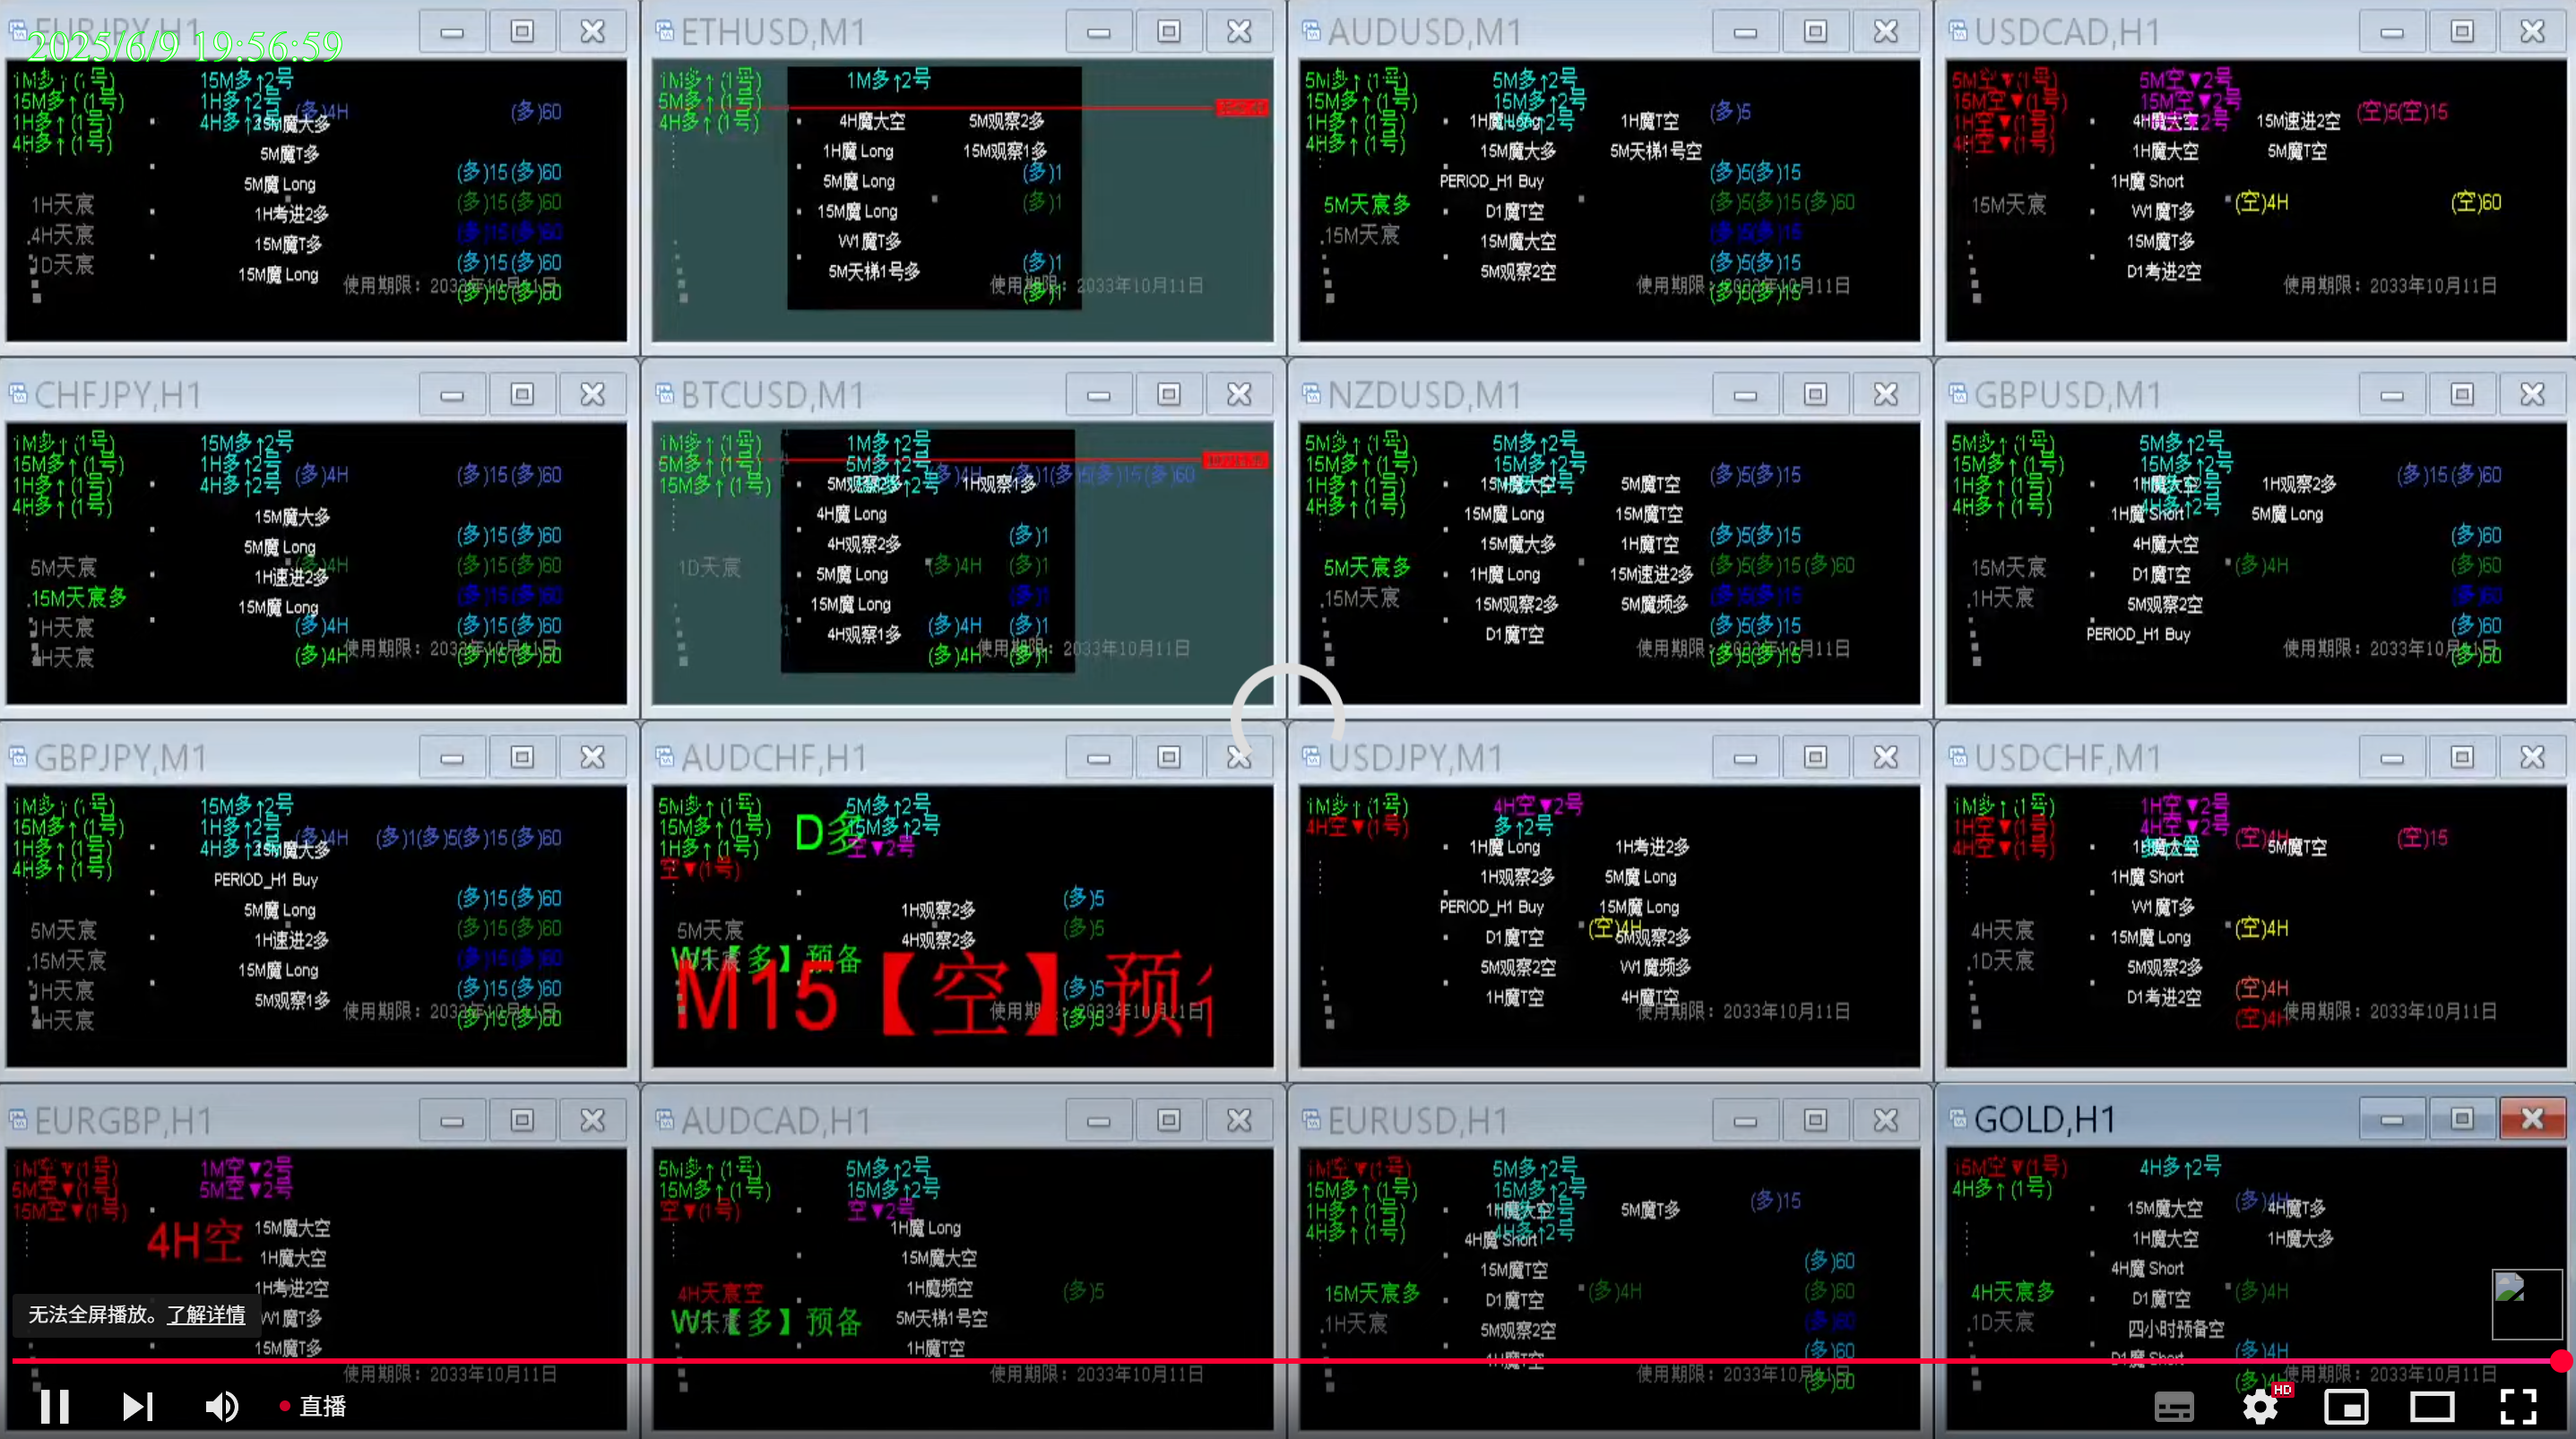 EURJPY,H1
2025/6/9 19:56:59
1M多↑(1号)
15M多↑(1号)
1H多↑(1号)
4H多↑(1号)
15M多↑2号
1H多↑2号
4H多↑2号
(多)4H
(多)60
15M魔大多
5M魔T多
5M魔 Long
1H考进2多
15M魔T多
15M魔 Long
(多)15(多)60
(多)15(多)60
(多)15(多)60
(多)15(多)60
(多)15(多)60
1H天宸
4H天宸
1D天宸
使用期限：2033年10月11日
ETHUSD,M1
1M多↑(1号)
5M多↑(1号)
4H多↑(1号)
1M多↑2号
4H魔大空
5M观察2多
1H魔 Long
15M观察1多
5M魔 Long
15M魔 Long
W1魔T多
5M天梯1号多
(多)1
(多)1
(多)1
(多)1
使用期限：2033年10月11日
AUDUSD,M1
5M多↑(1号)
15M多↑(1号)
1H多↑(1号)
4H多↑(1号)
5M多↑2号
15M多↑2号
1H魔 Long
1H魔T空
(多)5
15M魔大多
5M天梯1号空
PERIOD_H1 Buy
D1魔T空
15M魔大空
5M观察2空
(多)5(多)15
(多)5(多)15(多)60
(多)5(多)15
(多)5(多)15
(多)5(多)15
5M天宸多
15M天宸
使用期限：2033年10月11日
USDCAD,H1
5M空▼(1号)
15M空▼(1号)
1H空▼(1号)
4H空▼(1号)
5M空▼2号
15M空▼2号
4H魔大空
15M速进2空
(空)5(空)15
1H魔大空
5M魔T空
1H魔 Short
W1魔T多
15M魔T多
D1考进2空
(空)4H
(空)60
15M天宸
使用期限：2033年10月11日
CHFJPY,H1
1M多↑(1号)
15M多↑(1号)
1H多↑(1号)
4H多↑(1号)
15M多↑2号
1H多↑2号
4H多↑2号
(多)4H
(多)15(多)60
15M魔大多
5M魔 Long
1H速进2多
15M魔 Long
(多)15(多)60
(多)4H
(多)15(多)60
(多)15(多)60
(多)4H
(多)15(多)60
(多)4H
(多)15(多)60
5M天宸
15M天宸多
1H天宸
4H天宸
使用期限：2033年10月11日
BTCUSD,M1
1M多↑(1号)
5M多↑(1号)
15M多↑(1号)
1M多↑2号
5M多↑2号
(多)4H
(多)1(多)5(多)15(多)60
5M观察2多
1H观察1多
4H魔 Long
4H观察2多
5M魔 Long
15M魔 Long
4H观察1多
(多)1
(多)4H
(多)1
(多)1
(多)4H
(多)1
(多)4H
(多)1
1D天宸
使用期限：2033年10月11日
NZDUSD,M1
5M多↑(1号)
15M多↑(1号)
1H多↑(1号)
4H多↑(1号)
5M多↑2号
15M多↑2号
15M魔大空
5M魔T空
(多)5(多)15
15M魔 Long
15M魔T空
15M魔大多
1H魔T空
1H魔 Long
15M速进2多
15M观察2多
5M魔频多
D1魔T空
(多)5(多)15
(多)5(多)15(多)60
(多)5(多)15
(多)5(多)15
(多)5(多)15
5M天宸多
15M天宸
使用期限：2033年10月11日
GBPUSD,M1
5M多↑(1号)
15M多↑(1号)
1H多↑(1号)
4H多↑(1号)
5M多↑2号
15M多↑2号
4H多↑2号
1H魔大空
1H观察2多
(多)15(多)60
1H魔 Short
5M魔 Long
4H魔大空
D1魔T空
5M观察2空
PERIOD_H1 Buy
(多)60
(多)4H
(多)60
(多)60
(多)60
(多)60
15M天宸
1H天宸
使用期限：2033年10月11日
GBPJPY,M1
1M多↑(1号)
15M多↑(1号)
1H多↑(1号)
4H多↑(1号)
15M多↑2号
1H多↑2号
4H多↑2号
(多)4H
(多)1(多)5(多)15(多)60
15M魔大多
PERIOD_H1 Buy
5M魔 Long
1H速进2多
15M魔 Long
5M观察1多
(多)15(多)60
(多)15(多)60
(多)15(多)60
(多)15(多)60
(多)15(多)60
5M天宸
15M天宸
1H天宸
4H天宸
使用期限：2033年10月11日
AUDCHF,H1
5M多↑(1号)
15M多↑(1号)
1H多↑(1号)
空▼(1号)
D多
5M多↑2号
15M多↑2号
空▼2号
1H观察2多
4H观察2多
(多)5
(多)5
(多)5
(多)5
5M天宸
W1【多】预备
M15【空】预备
使用期限：2033年10月11日
USDJPY,M1
1M多↑(1号)
4H空▼(1号)
4H空▼2号
多↑2号
1H魔 Long
1H考进2多
1H观察2多
5M魔 Long
PERIOD_H1 Buy
15M魔 Long
(空)4H
D1魔T空
5M观察2多
5M观察2空
W1魔频多
1H魔T空
4H魔T空
使用期限：2033年10月11日
USDCHF,M1
1M多↑(1号)
1H空▼(1号)
4H空▼(1号)
1H空▼2号
4H空▼2号
(空)4H
(空)15
1H魔大空
5M魔T空
1H魔 Short
W1魔T多
15M魔 Long
5M观察2多
D1考进2空
(空)4H
(空)4H
(空)4H
4H天宸
1D天宸
使用期限：2033年10月11日
EURGBP,H1
1M空▼(1号)
5M空▼(1号)
15M空▼(1号)
1M空▼2号
5M空▼2号
4H空
15M魔大空
1H魔大空
1H考进2空
W1魔T多
15M魔T多
使用期限：2033年10月11日
AUDCAD,H1
5M多↑(1号)
15M多↑(1号)
空▼(1号)
5M多↑2号
15M多↑2号
空▼2号
1H魔 Long
15M魔大空
1H魔频空
5M天梯1号空
1H魔T空
(多)5
4H天宸空
W1【多】预备
使用期限：2033年10月11日
EURUSD,H1
1M空▼(1号)
15M多↑(1号)
1H多↑(1号)
4H多↑(1号)
5M多↑2号
15M多↑2号
4H多↑2号
1H魔大空
5M魔T多
(多)15
4H魔 Short
15M魔T空
D1魔T空
5M观察2空
1H魔T空
(多)60
(多)4H
(多)60
(多)60
(多)60
(多)60
15M天宸多
1H天宸
使用期限：2033年10月11日
GOLD,H1
15M空▼(1号)
4H多↑(1号)
4H多↑2号
15M魔大空
(多)4H
4H魔T多
1H魔大空
1H魔大多
4H魔 Short
D1魔T空
四小时预备空
D1魔 Short
(多)4H
(多)4H
(多)4H
4H天宸多
1D天宸
使用期限：2033年10月11日
无法全屏播放。了解详情
直播
HD